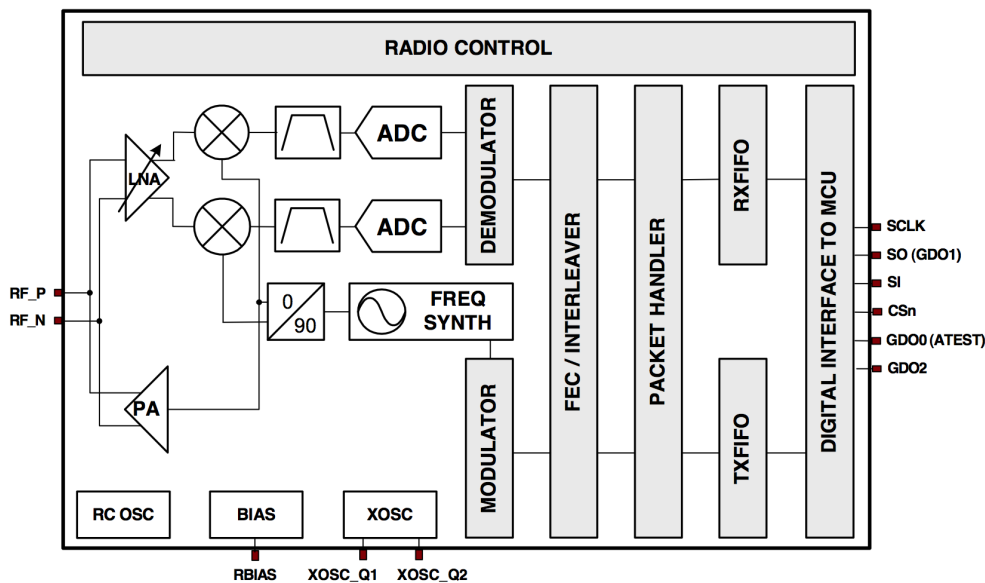 RADIO CONTROL
LNA
ADC
ADC
DEMODULATOR
FEC / INTERLEAVER
PACKET HANDLER
RXFIFO
DIGITAL INTERFACE TO MCU
SCLK
SO (GDO1)
SI
CSn
GDO0 (ATEST)
GDO2
RF_P
RF_N
0
90
FREQ
SYNTH
PA
MODULATOR
TXFIFO
RC OSC
BIAS
XOSC
RBIAS
XOSC_Q1
XOSC_Q2